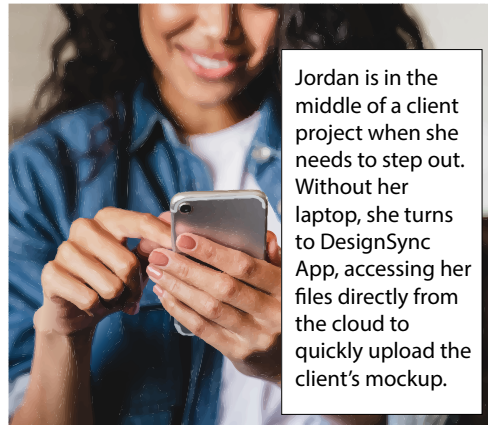 Jordan is in the
middle of a client
project when she
needs to step out.
Without her
laptop, she turns
to DesignSync
App, accessing her
files directly from
the cloud to
quickly upload the
client’s mockup.